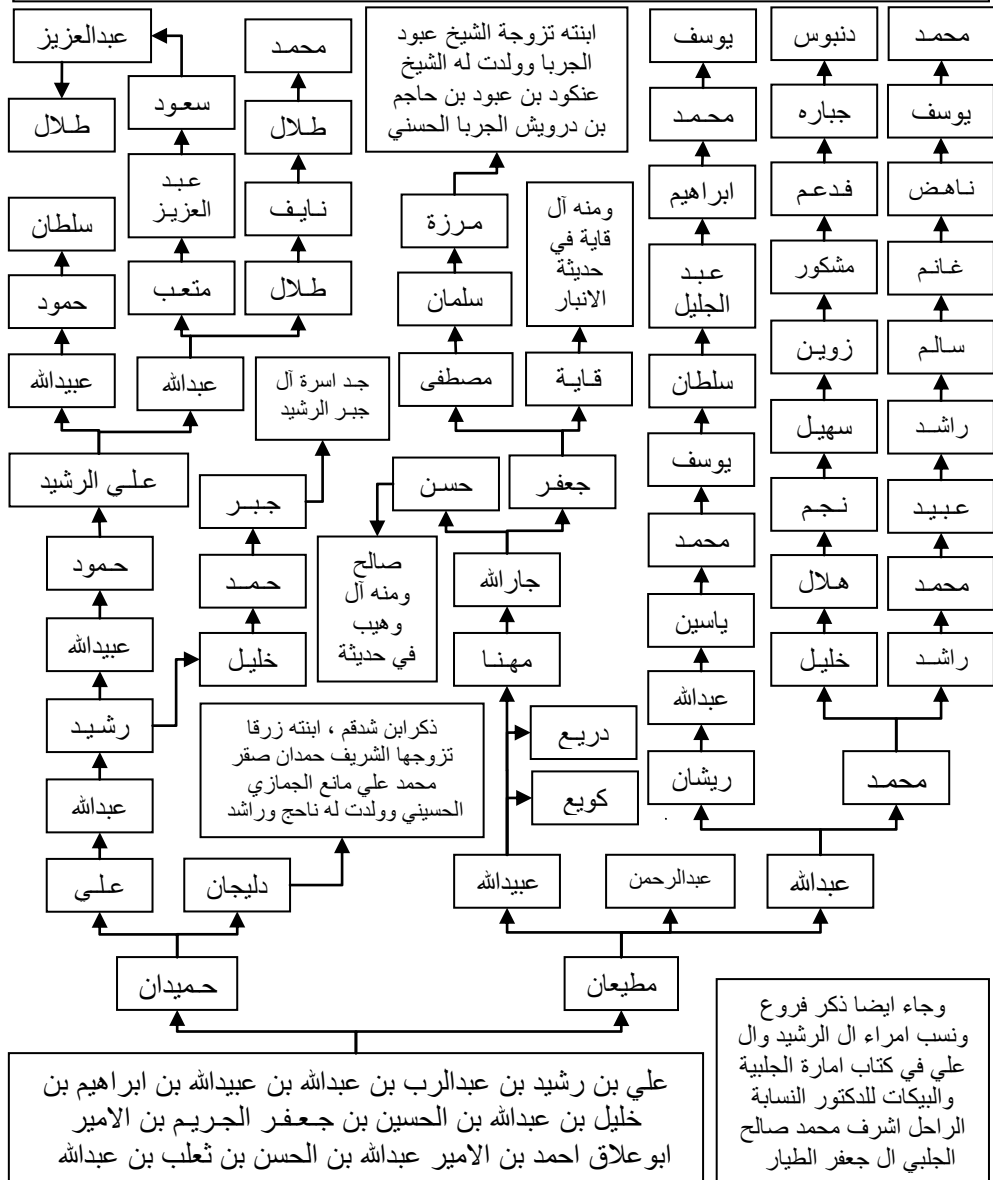 محمد
يوسف
ناهض
غانم
سالم
راشد
عبيد
محمد
راشد
دنبوس
جباره
فدعم
مشكور
زوين
سهيل
نجم
هلال
خليل
محمد
يوسف
محمد
ابراهيم
عبد
الجليل
سلطان
يوسف
محمد
ياسين
عبدالله
ريشان
عبدالله
عبدالرحمن
ابنته تزوجة الشيخ عبود
الجربا وولدت له الشيخ
عنكود بن عبود بن حاجم
بن درويش الجربا الحسني
مرزة
سلمان
مصطفى
ومنه آل
قاية في
حديثة
الانبار
قاية
جعفر
حسن
صالح
ومنه آل
وهيب
في حديثة
جارالله
مهنا
دريع
كويع
عبيدالله
مطيعان
محمد
طلال
نايف
طلال
عبدالعزيز
طلال
سعود
عبد
العزيز
متعب
عبدالله
سلطان
حمود
عبيدالله
علي الرشيد
حمود
عبيدالله
رشيد
عبدالله
علي
جد اسرة آل
جبر الرشيد
جبر
حمد
خليل
ذكرابن شدقم ، ابنته زرقا
تزوجها الشريف حمدان صقر
محمد علي مانع الجمازي
الحسيني وولدت له ناحج وراشد
دليجان
حميدان
علي بن رشيد بن عبدالرب بن عبدالله بن عبيدالله بن ابراهيم بن
خليل بن عبدالله بن الحسين بن جعفر الجريم بن الامير
ابوعلاق احمد بن الامير عبدالله بن الحسن بن ثعلب بن عبدالله
وجاء ايضا ذكر فروع
ونسب امراء ال الرشيد وال
علي في كتاب امارة الجلبية
والبيكات للدكتور النسابة
الراحل اشرف محمد صالح
الجلبي ال جعفر الطيار